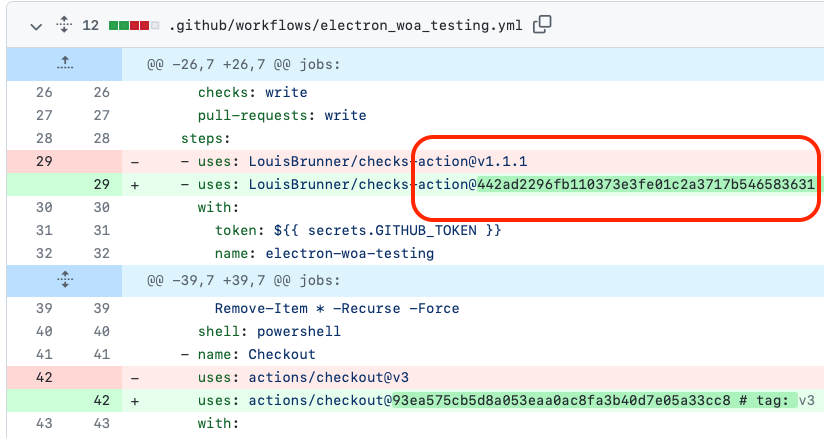 12 .github/workflows/electron_woa_testing.yml
@@ -26,7 +26,7 @@ jobs:
26 26 checks: write
27 27 pull-requests: write
28 28 steps:
29 - - uses: LouisBrunner/checks-action@v1.1.1
29 + - uses: LouisBrunner/checks-action@442ad2296fb110373e3fe01c2a3717b546583631
30 30 with:
31 31 token: ${{ secrets.GITHUB_TOKEN }}
32 32 name: electron-woa-testing
@@ -39,7 +39,7 @@ jobs:
39 39 Remove-Item * -Recurse -Force
40 40 shell: powershell
41 41 - name: Checkout
42 - uses: actions/checkout@v3
42 + uses: actions/checkout@93ea575cb5d8a053eaa0ac8fa3b40d7e05a33cc8 # tag: v3
43 43 with: